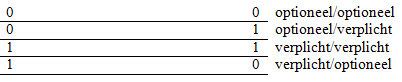 0 0 optioneel/optioneel
0 1 optioneel/verplicht
1 1 verplicht/verplicht
1 0 verplicht/optioneel